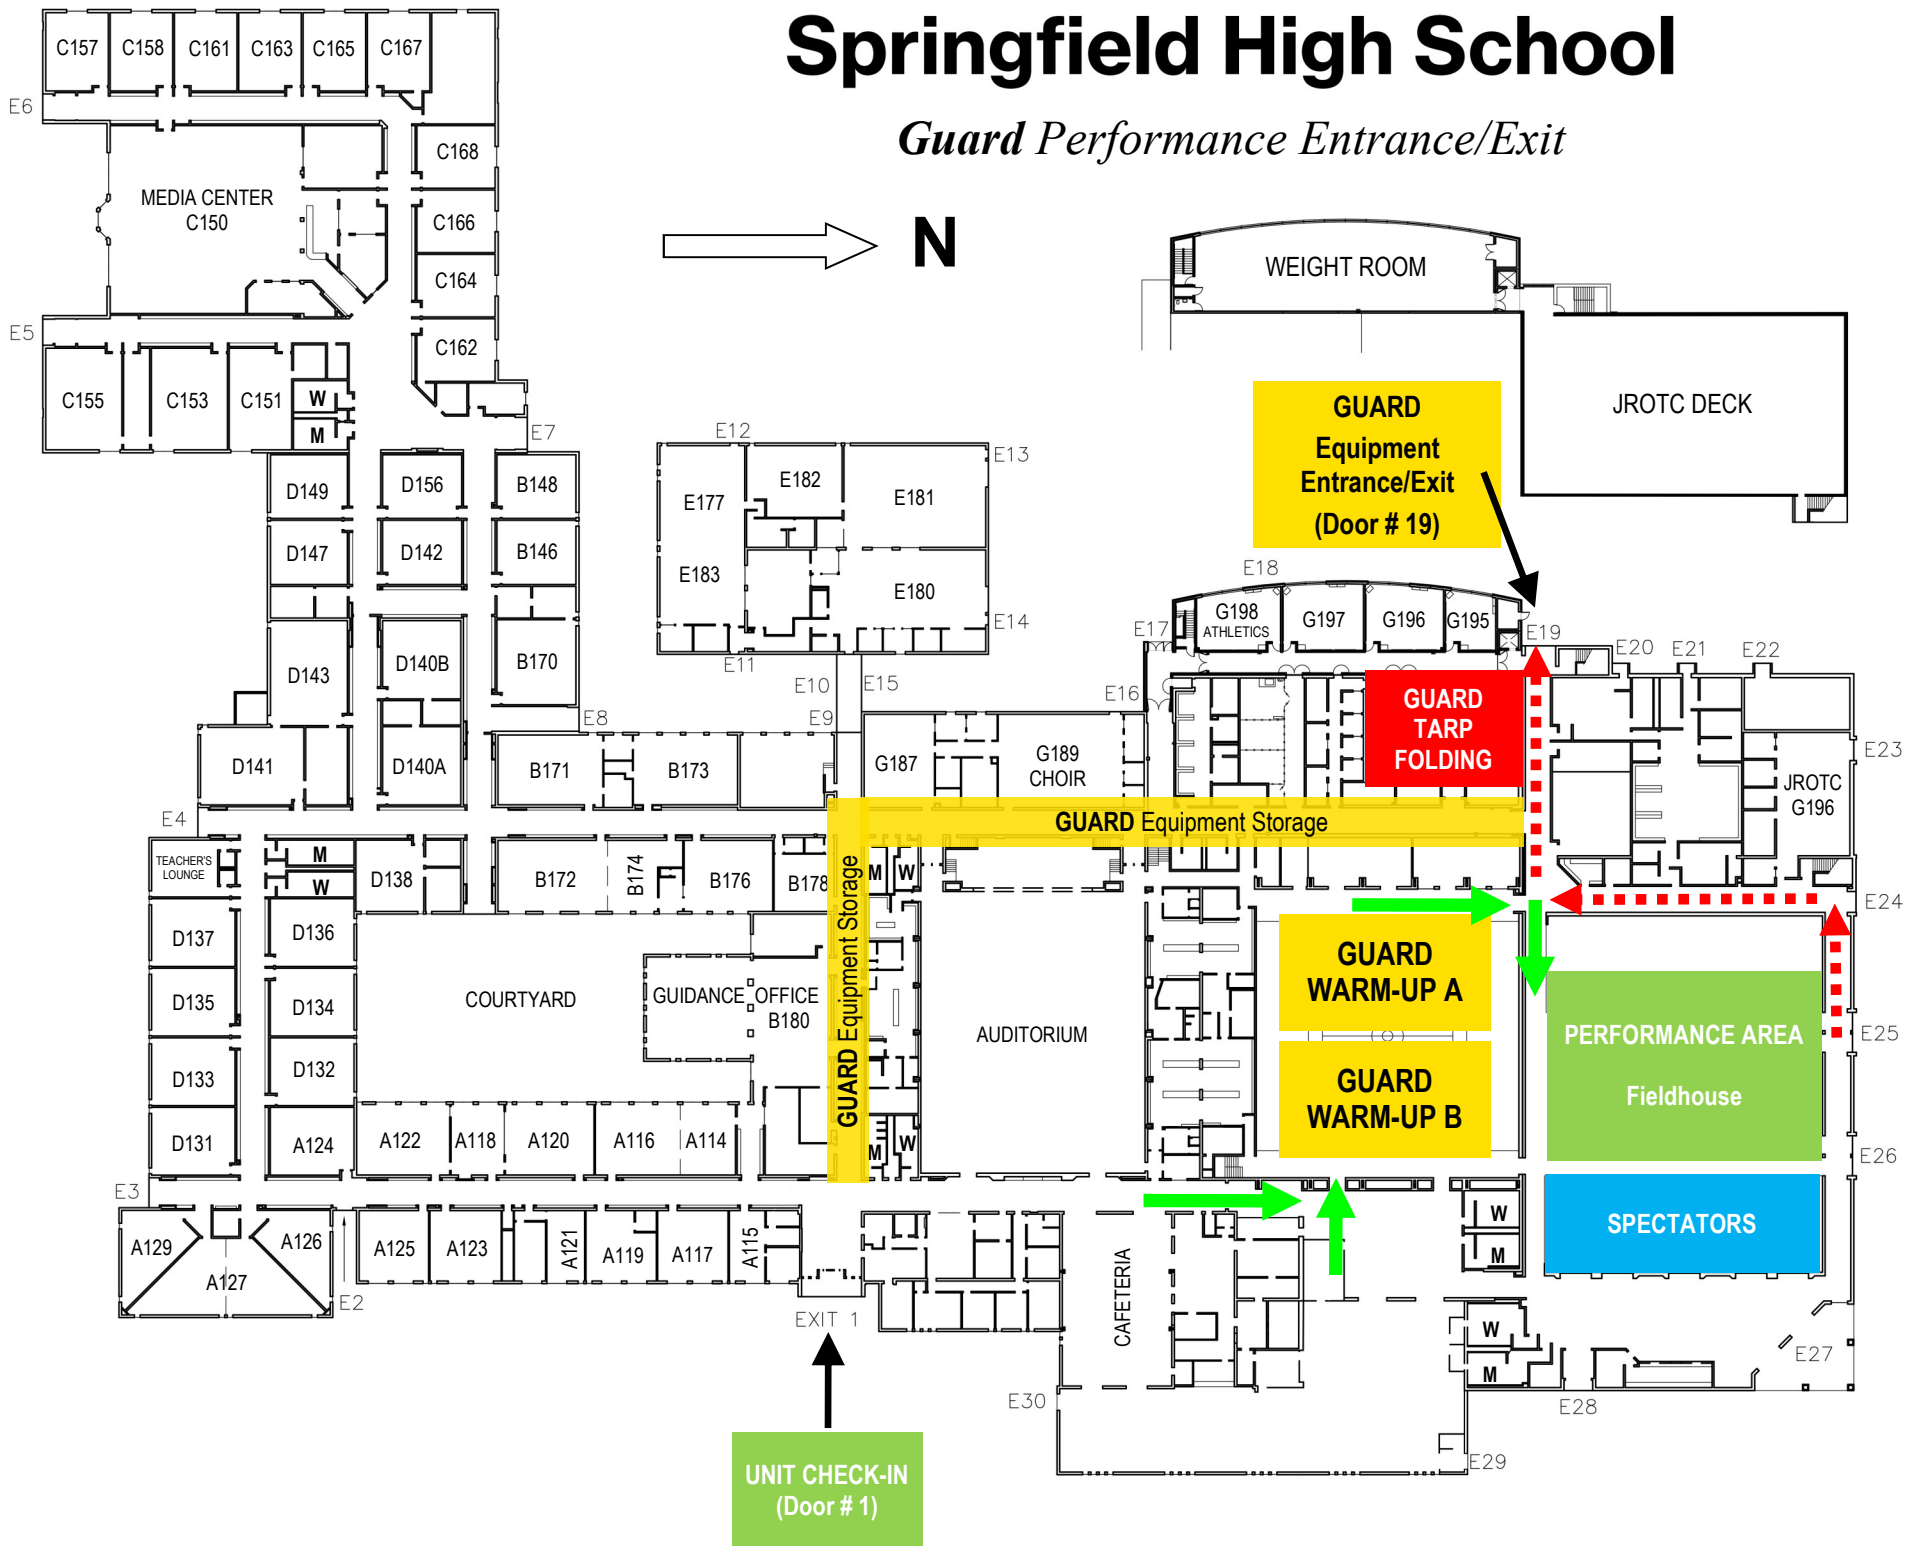 Springfield High School
Guard Performance Entrance/Exit
N
C157
C158
C161
C163
C165
C167
E6
C168
MEDIA CENTER
C150
C166
C164
C162
E5
C155
C153
C151
W
M
E7
WEIGHT ROOM
JROTC DECK
GUARD
Equipment
Entrance/Exit
(Door # 19)
D149
D156
B148
D147
D142
B146
D143
D140B
B170
D141
D140A
E8
B171
B173
E4
E12
E13
E177
E182
E181
E183
E180
E14
E11
E10
E15
E9
E16
E17
E18
G198
ATHLETICS
G197
G196
G195
E19
E20
E21
E22
E23
G187
G189
CHOIR
GUARD
TARP
FOLDING
JROTC
G196
GUARD Equipment Storage
GUARD Equipment Storage
TEACHER'S
LOUNGE
M
W
D138
B172
B174
B176
B178
M
W
D137
D136
D135
D134
D133
D132
D131
A124
COURTYARD
GUIDANCE
OFFICE
B180
AUDITORIUM
GUARD
WARM-UP A
GUARD
WARM-UP B
E24
E25
E26
PERFORMANCE AREA
Fieldhouse
SPECTATORS
A122
A118
A120
A116
A114
M
W
E3
A129
A127
A126
E2
A125
A123
A121
A119
A117
A115
EXIT 1
CAFETERIA
W
M
W
M
E27
E28
E29
E30
UNIT CHECK-IN
(Door # 1)